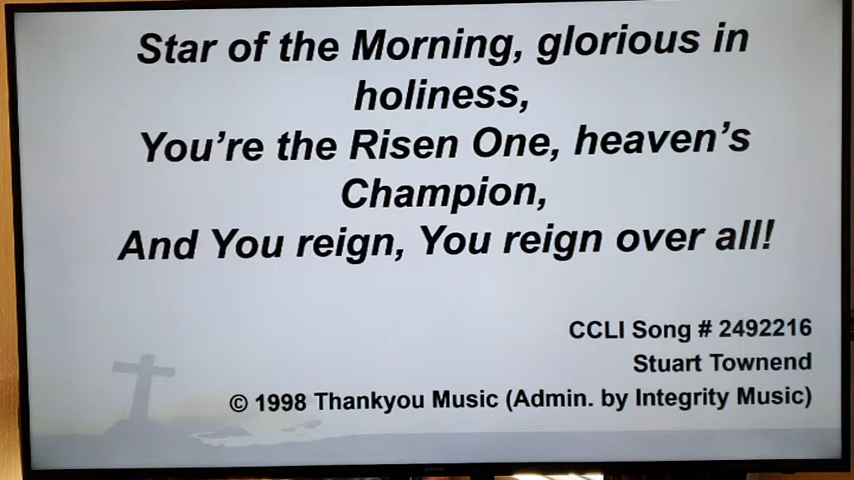 Star of the Morning, glorious in
holiness,
You’re the Risen One, heaven’s
Champion,
And You reign, You reign over all!
CCLI Song # 2492216
Stuart Townend
© 1998 Thankyou Music (Admin. by Integrity Music)